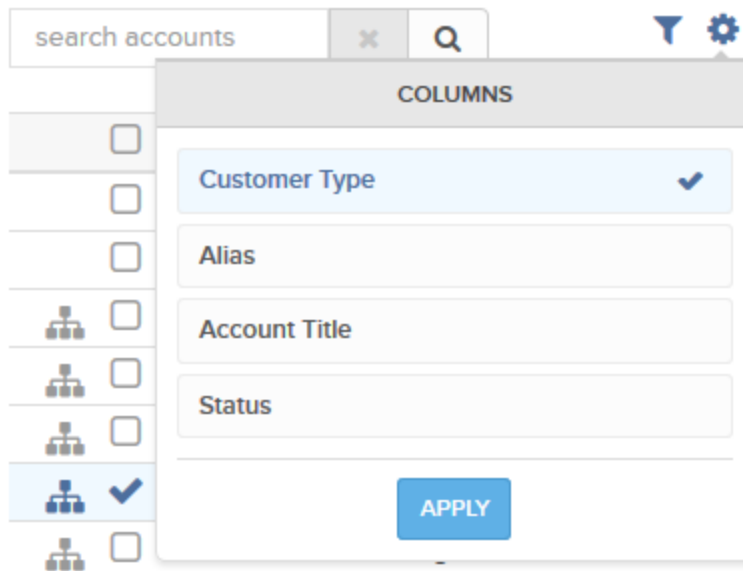 search accounts
COLUMNS
Customer Type
Alias
Account Title
Status
APPLY